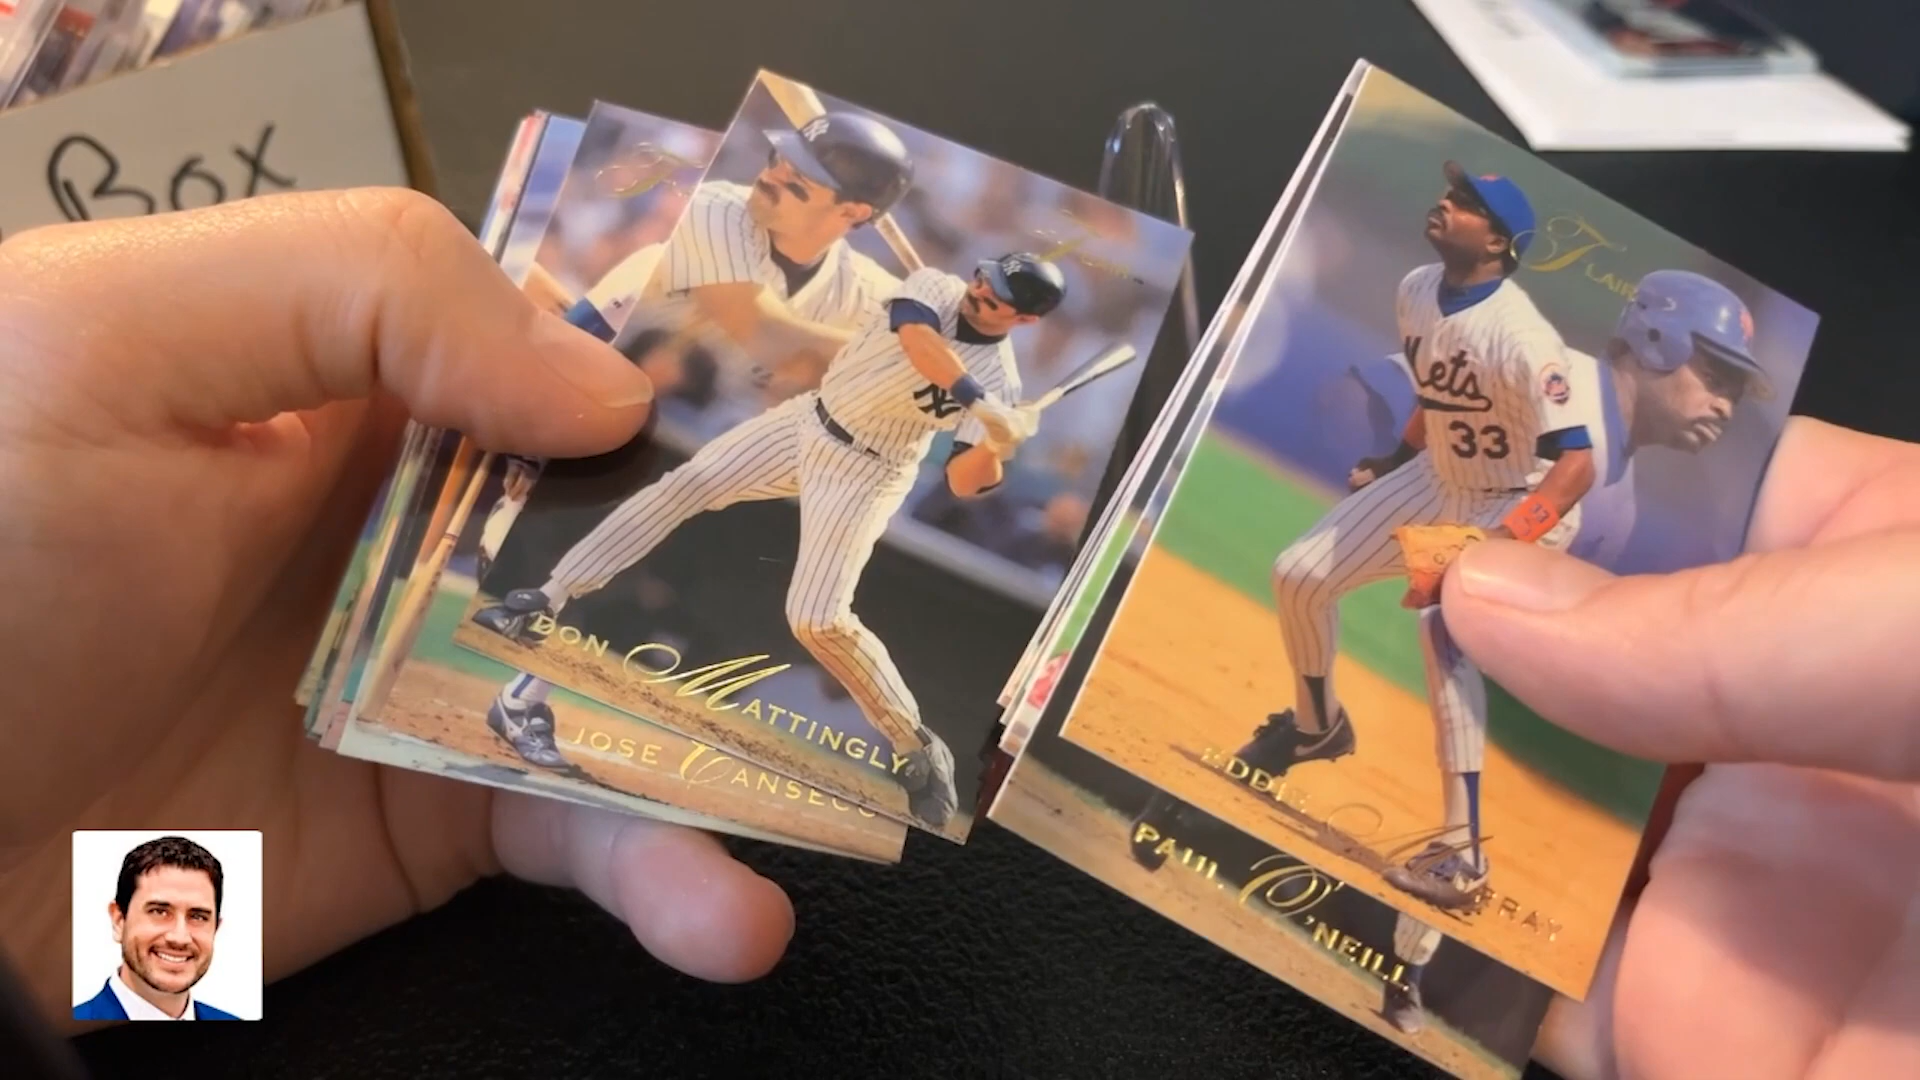 Box
FLAIR
DON MATTINGLY
JOSE CANSECO
FLAIR
Mets
33
EDDIE MURRAY
PAUL O'NEILL